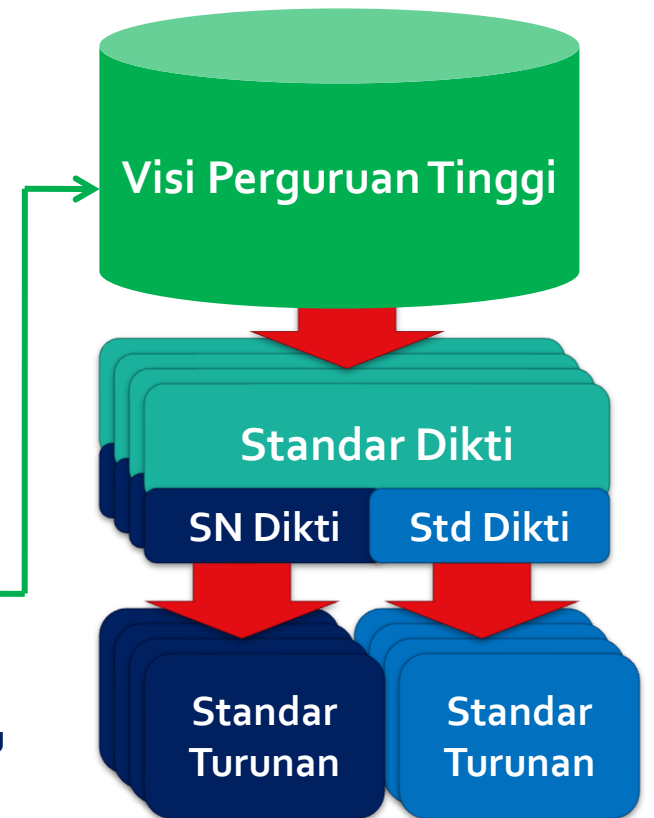 Visi Perguruan Tinggi
Standar Dikti
SN Dikti
Std Dikti
Standar
Turunan
Standar
Turunan